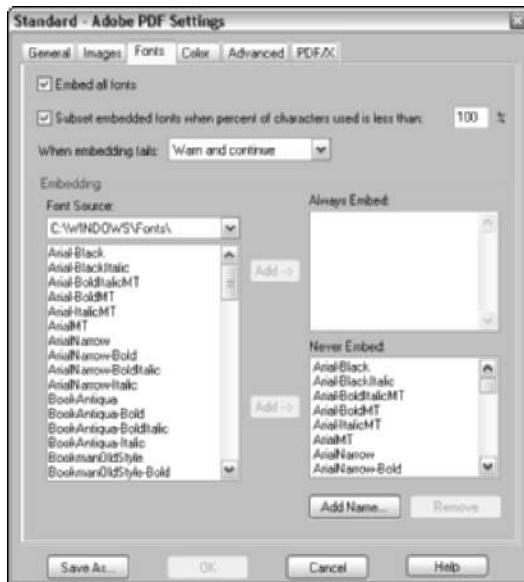 Standard - Adobe PDF Settings
General Images Fonts Color Advanced PDF/X
Embed all fonts
Subset embedded fonts when percent of characters used is less than: 100 %
When embedding fails: Warn and continue
Embedding
Font Source:
C:\WINDOWS\Fonts\
Arial-Black
Arial-BlackItalic
Arial-BoldItalicMT
Arial-BoldMT
Arial-ItalicMT
ArialMT
ArialNarrow
ArialNarrow-Bold
ArialNarrow-BoldItalic
ArialNarrow-Italic
BookAntiqua
BookAntiqua-Bold
BookAntiqua-BoldItalic
BookAntiqua-Italic
BookmanOldStyle
BookmanOldStyle-Bold
Add ->
Add ->
Always Embed:
Never Embed:
Arial-Black
Arial-BlackItalic
Arial-BoldItalicMT
Arial-BoldMT
Arial-ItalicMT
ArialMT
ArialNarrow
ArialNarrow-Bold
Add Name... Remove
Save As... OK Cancel Help